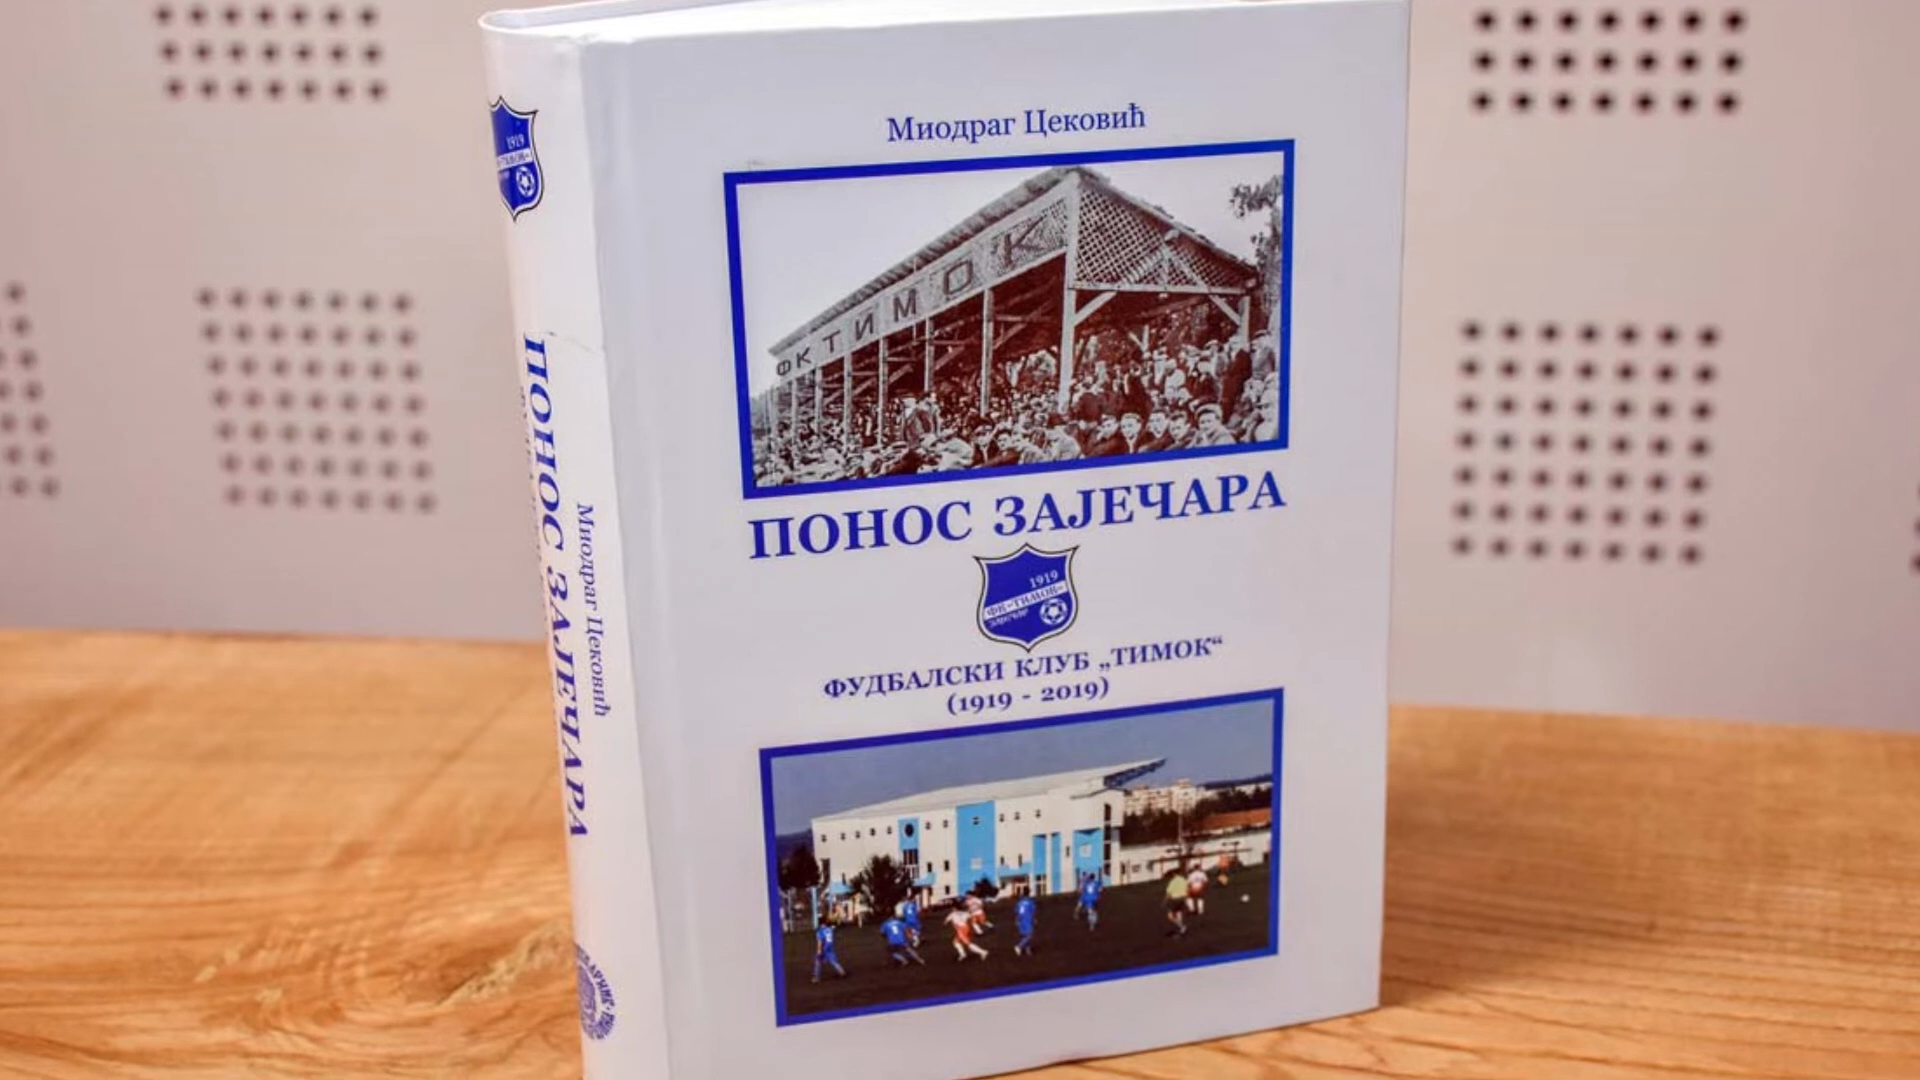 Миодраг Цековић
ФК ТИМОК
ПОНОС ЗАЈЕЧАРА
1919
ФК-ТИМОК-
ЗАЈЕЧАР
ФУДБАЛСКИ КЛУБ „ТИМОК“
(1919 - 2019)
1919
-ТИМОК-
ПОНОС ЗАЈЕЧАРА
Миодраг Цековић